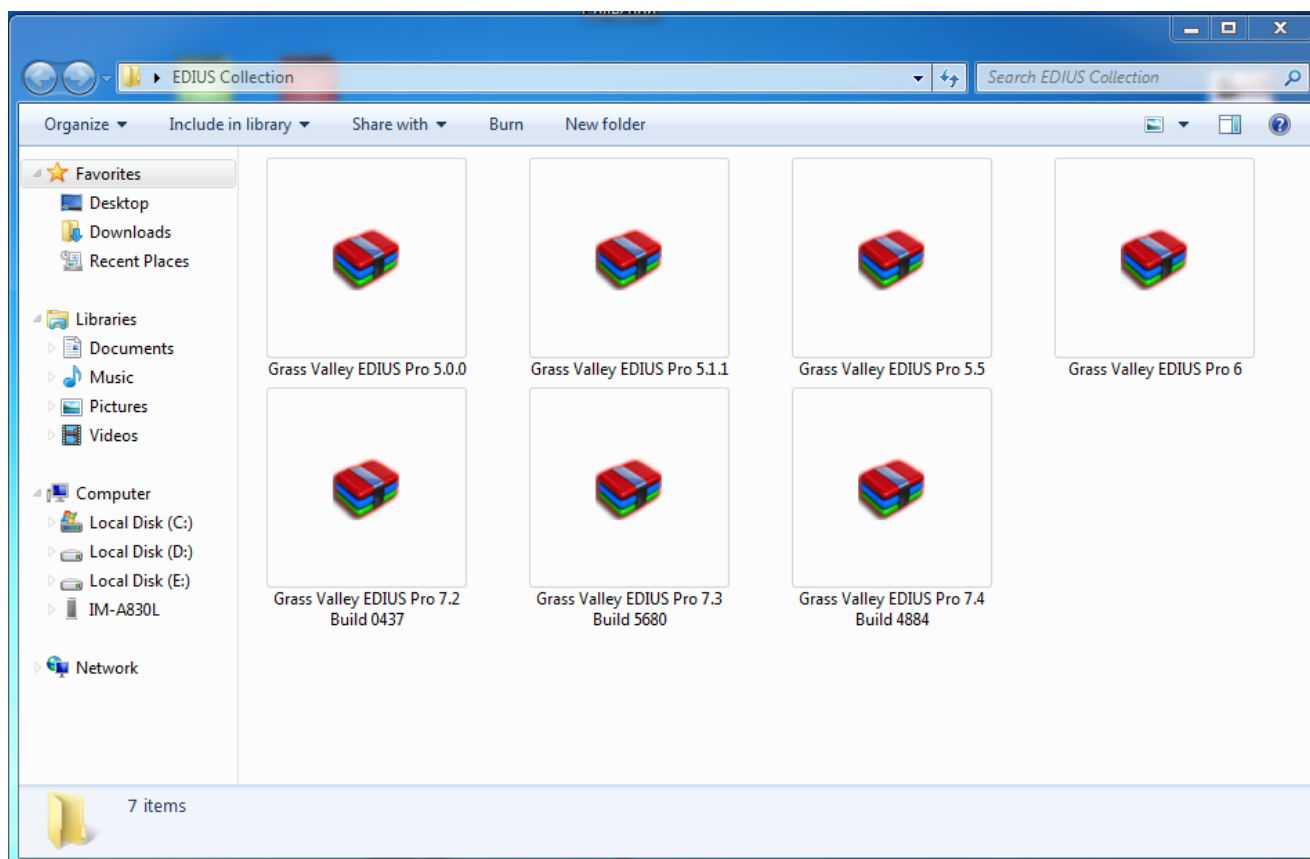 EDIUS Collection
Search EDIUS Collection
Organize
Include in library
Share with
Burn
New folder
Favorites
Desktop
Downloads
Recent Places
Libraries
Documents
Music
Pictures
Videos
Computer
Local Disk (C:)
Local Disk (D:)
Local Disk (E:)
IM-A830L
Network
Grass Valley EDIUS Pro 5.0.0
Grass Valley EDIUS Pro 5.1.1
Grass Valley EDIUS Pro 5.5
Grass Valley EDIUS Pro 6
Grass Valley EDIUS Pro 7.2
Build 0437
Grass Valley EDIUS Pro 7.3
Build 5680
Grass Valley EDIUS Pro 7.4
Build 4884
7 items